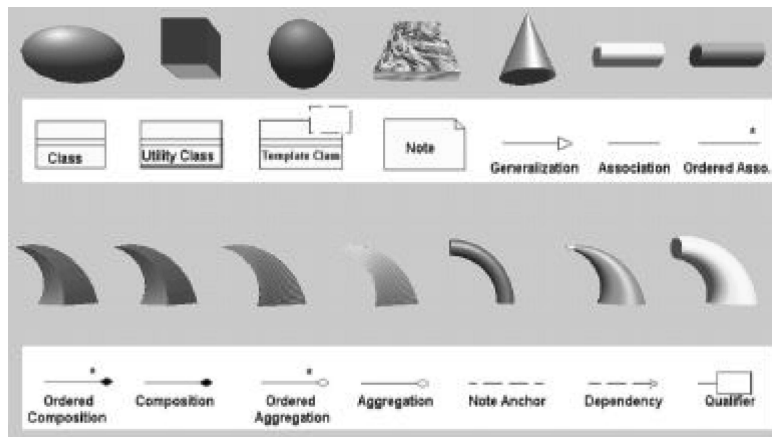 Class
Utility Class
Template Class
Note
Generalization
Association
Ordered Asso.
*
*
*
Ordered
Composition
Composition
Ordered
Aggregation
Aggregation
Note Anchor
Dependency
Qualifier